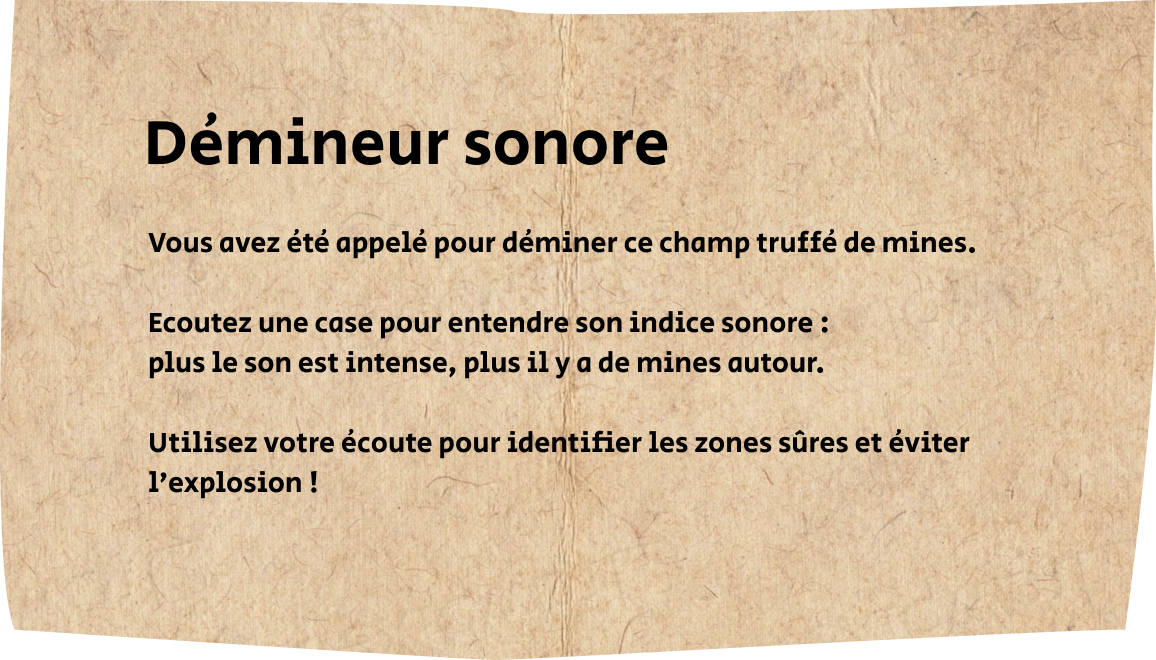 Démineur sonore
Vous avez été appelé pour déminer ce champ truffé de mines.
Ecoutez une case pour entendre son indice sonore :
plus le son est intense, plus il y a de mines autour.
Utilisez votre écoute pour identifier les zones sûres et éviter
l’explosion !